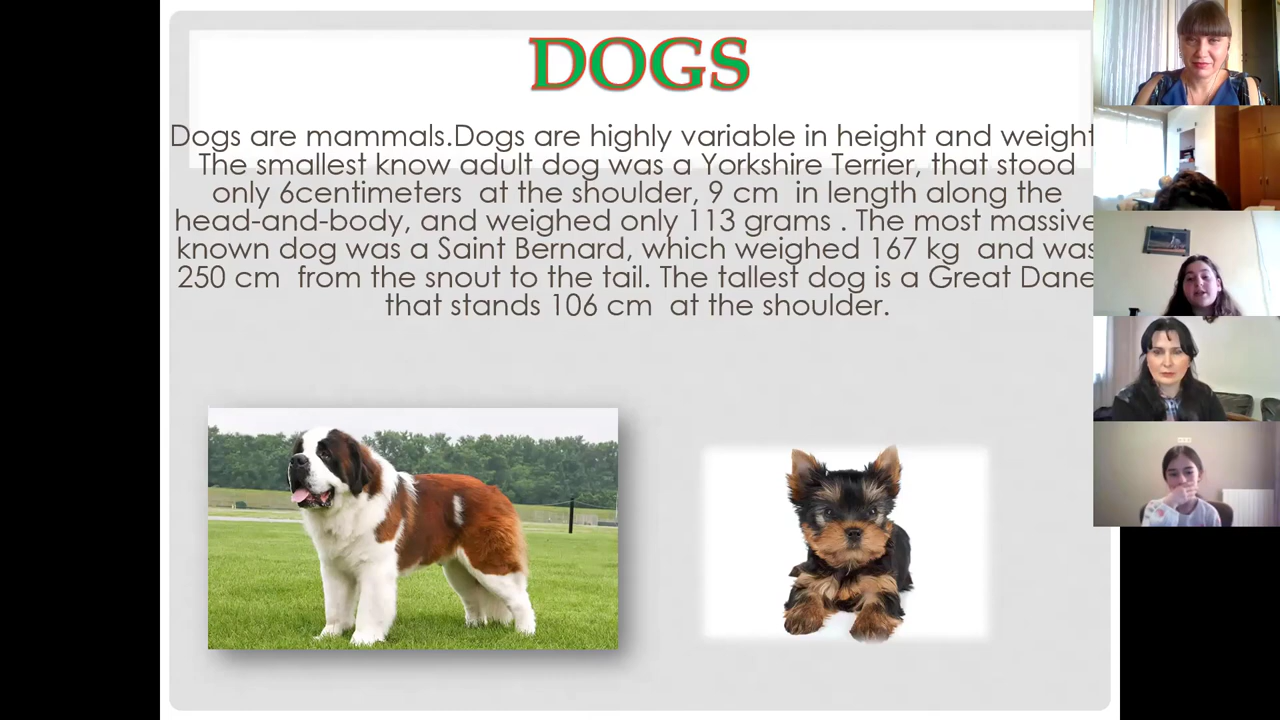 DOGS
Dogs are mammals.Dogs are highly variable in height and weight
The smallest know adult dog was a Yorkshire Terrier, that stood
only 6centimeters at the shoulder, 9 cm in length along the
head-and-body, and weighed only 113 grams . The most massive
known dog was a Saint Bernard, which weighed 167 kg and was
250 cm from the snout to the tail. The tallest dog is a Great Dane
that stands 106 cm at the shoulder.